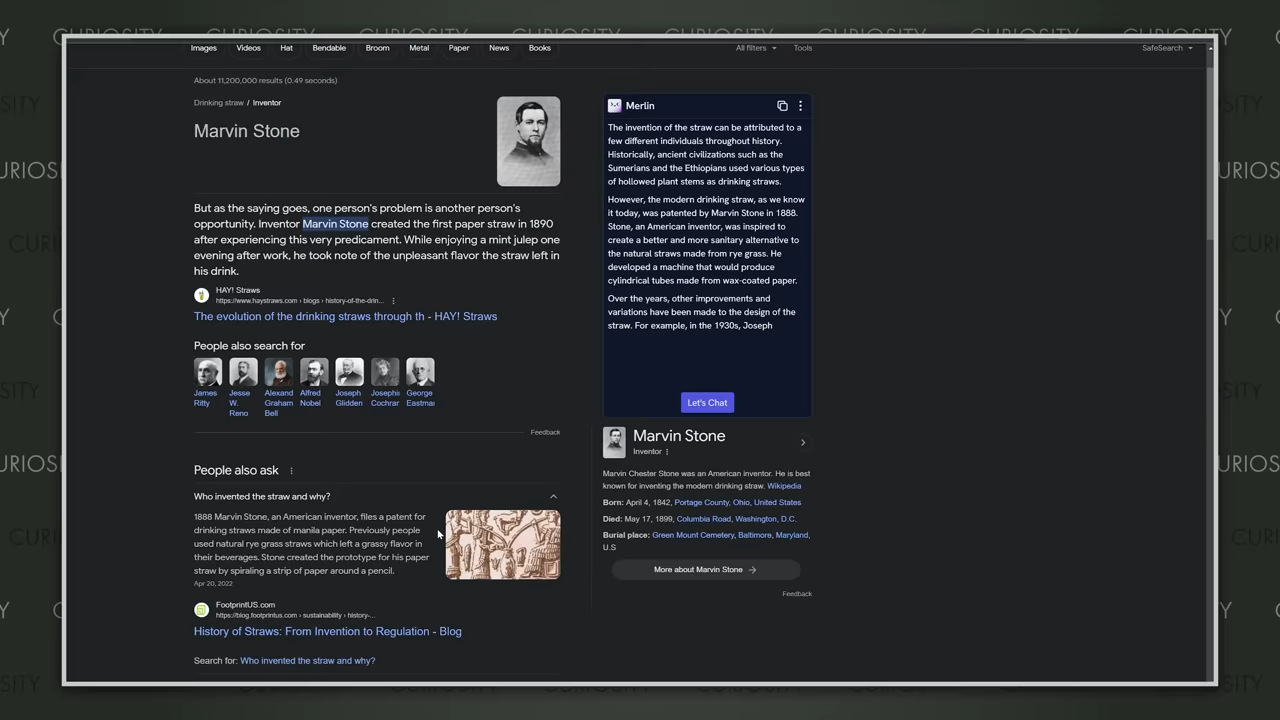 CURIOSITY CURIOSITY CURIOSITY CURIOSITY CURIOSITY
Images Videos Hat Bendable Broom Metal Paper News Books All filters Tools SafeSearch
About 11,200,000 results (0.49 seconds)
Drinking straw / Inventor
Marvin Stone
But as the saying goes, one person's problem is another person's
opportunity. Inventor Marvin Stone created the first paper straw in 1890
after experiencing this very predicament. While enjoying a mint julep one
evening after work, he took note of the unpleasant flavor the straw left in
his drink.
HAY! Straws
https://www.haystraws.com › blogs › history-of-the-drin...
The evolution of the drinking straws through th - HAY! Straws
People also search for
James Ritty
Jesse W. Reno
Alexand Graham Bell
Alfred Nobel
Joseph Glidden
Josephi Cochrar
George Eastmar
Feedback
People also ask
Who invented the straw and why?
1888 Marvin Stone, an American inventor, files a patent for
drinking straws made of manila paper. Previously people
used natural rye grass straws which left a grassy flavor in
their beverages. Stone created the prototype for his paper
straw by spiraling a strip of paper around a pencil.
Apr 20, 2022
FootprintUS.com
https://blog.footprintus.com › sustainability › history-...
History of Straws: From Invention to Regulation - Blog
Search for: Who invented the straw and why?
Merlin
The invention of the straw can be attributed to a
few different individuals throughout history.
Historically, ancient civilizations such as the
Sumerians and the Ethiopians used various types
of hollowed plant stems as drinking straws.
However, the modern drinking straw, as we know
it today, was patented by Marvin Stone in 1888.
Stone, an American inventor, was inspired to
create a better and more sanitary alternative to
the natural straws made from rye grass. He
developed a machine that would produce
cylindrical tubes made from wax-coated paper.
Over the years, other improvements and
variations have been made to the design of the
straw. For example, in the 1930s, Joseph
Let's Chat
Marvin Stone
Inventor
Marvin Chester Stone was an American inventor. He is best
known for inventing the modern drinking straw. Wikipedia
Born: April 4, 1842, Portage County, Ohio, United States
Died: May 17, 1899, Columbia Road, Washington, D.C.
Burial place: Green Mount Cemetery, Baltimore, Maryland,
U.S
More about Marvin Stone
Feedback